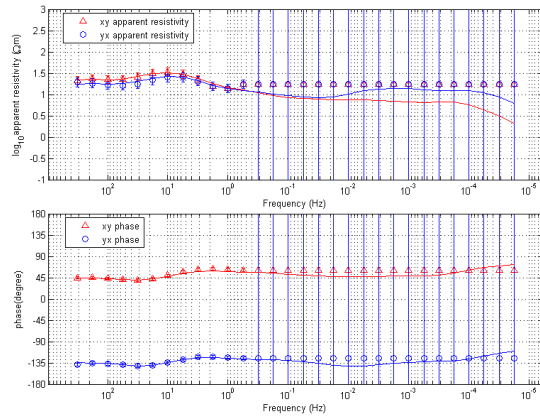 3
2.5
2
1.5
1
0.5
0
-0.5
-1
log10 apparent resistivity (Ωm)
xy apparent resistivity
yx apparent resistivity
10^2 10^1 10^0 10^-1 10^-2 10^-3 10^-4 10^-5
Frequency (Hz)
180
135
90
45
0
-45
-90
-135
-180
phase(degree)
xy phase
yx phase
10^2 10^1 10^0 10^-1 10^-2 10^-3 10^-4 10^-5
Frequency (Hz)